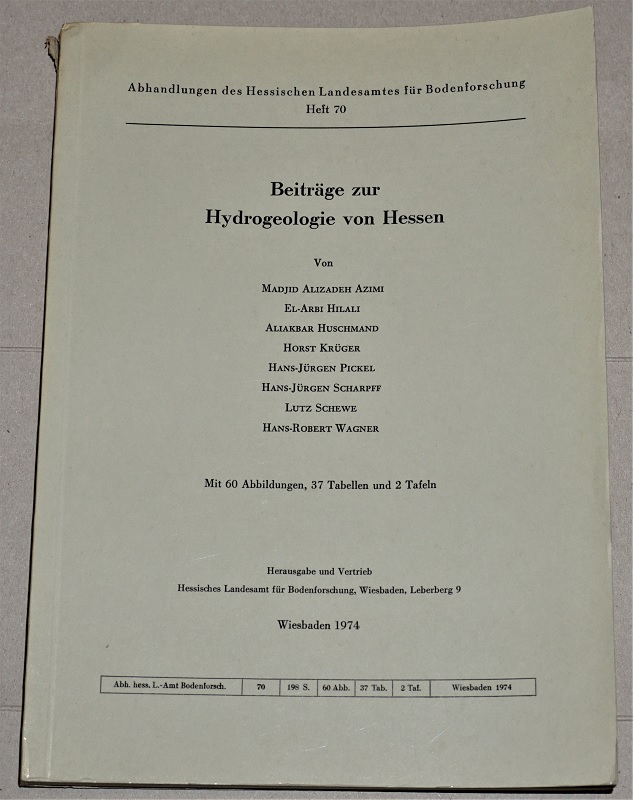 Abhandlungen des Hessischen Landesamtes für Bodenforschung
Heft 70
Beiträge zur
Hydrogeologie von Hessen
Von
Madjid Alizadeh Azimi
El-Arbi Hilali
Aliakbar Huschmand
Horst Krüger
Hans-Jürgen Pickel
Hans-Jürgen Scharpff
Lutz Schewe
Hans-Robert Wagner
Mit 60 Abbildungen, 37 Tabellen und 2 Tafeln
Herausgabe und Vertrieb
Hessisches Landesamt für Bodenforschung, Wiesbaden, Leberberg 9
Wiesbaden 1974
Abh. hess. L.-Amt Bodenforsch. 70 198 S. 60 Abb. 37 Tab. 2 Taf. Wiesbaden 1974